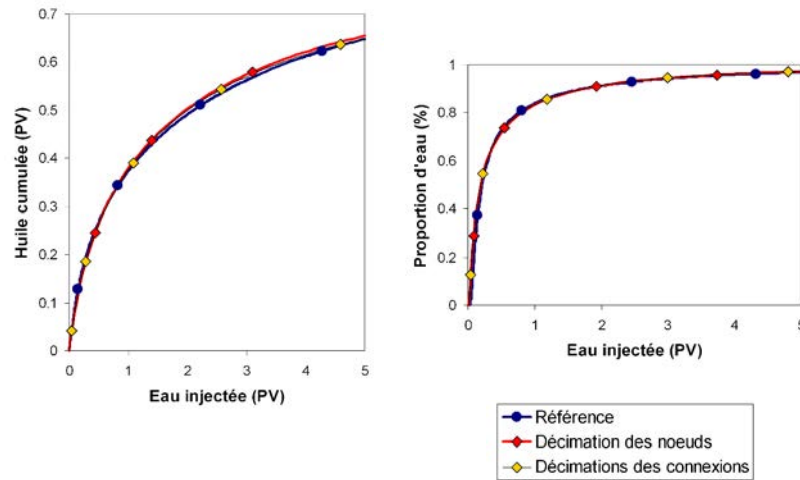 0.7
0.6
0.5
0.4
0.3
0.2
0.1
0
Huile cumulée (PV)
0 1 2 3 4 5
Eau injectée (PV)
1
0.8
0.6
0.4
0.2
0
Proportion d'eau (%)
0 1 2 3 4 5
Eau injectée (PV)
Référence
Décimation des noeuds
Décimations des connexions